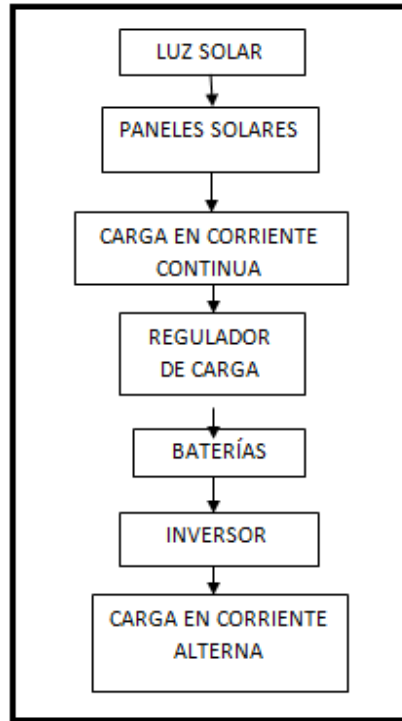 LUZ SOLAR
PANELES SOLARES
CARGA EN CORRIENTE
CONTINUA
REGULADOR
DE CARGA
BATERÍAS
INVERSOR
CARGA EN CORRIENTE
ALTERNA